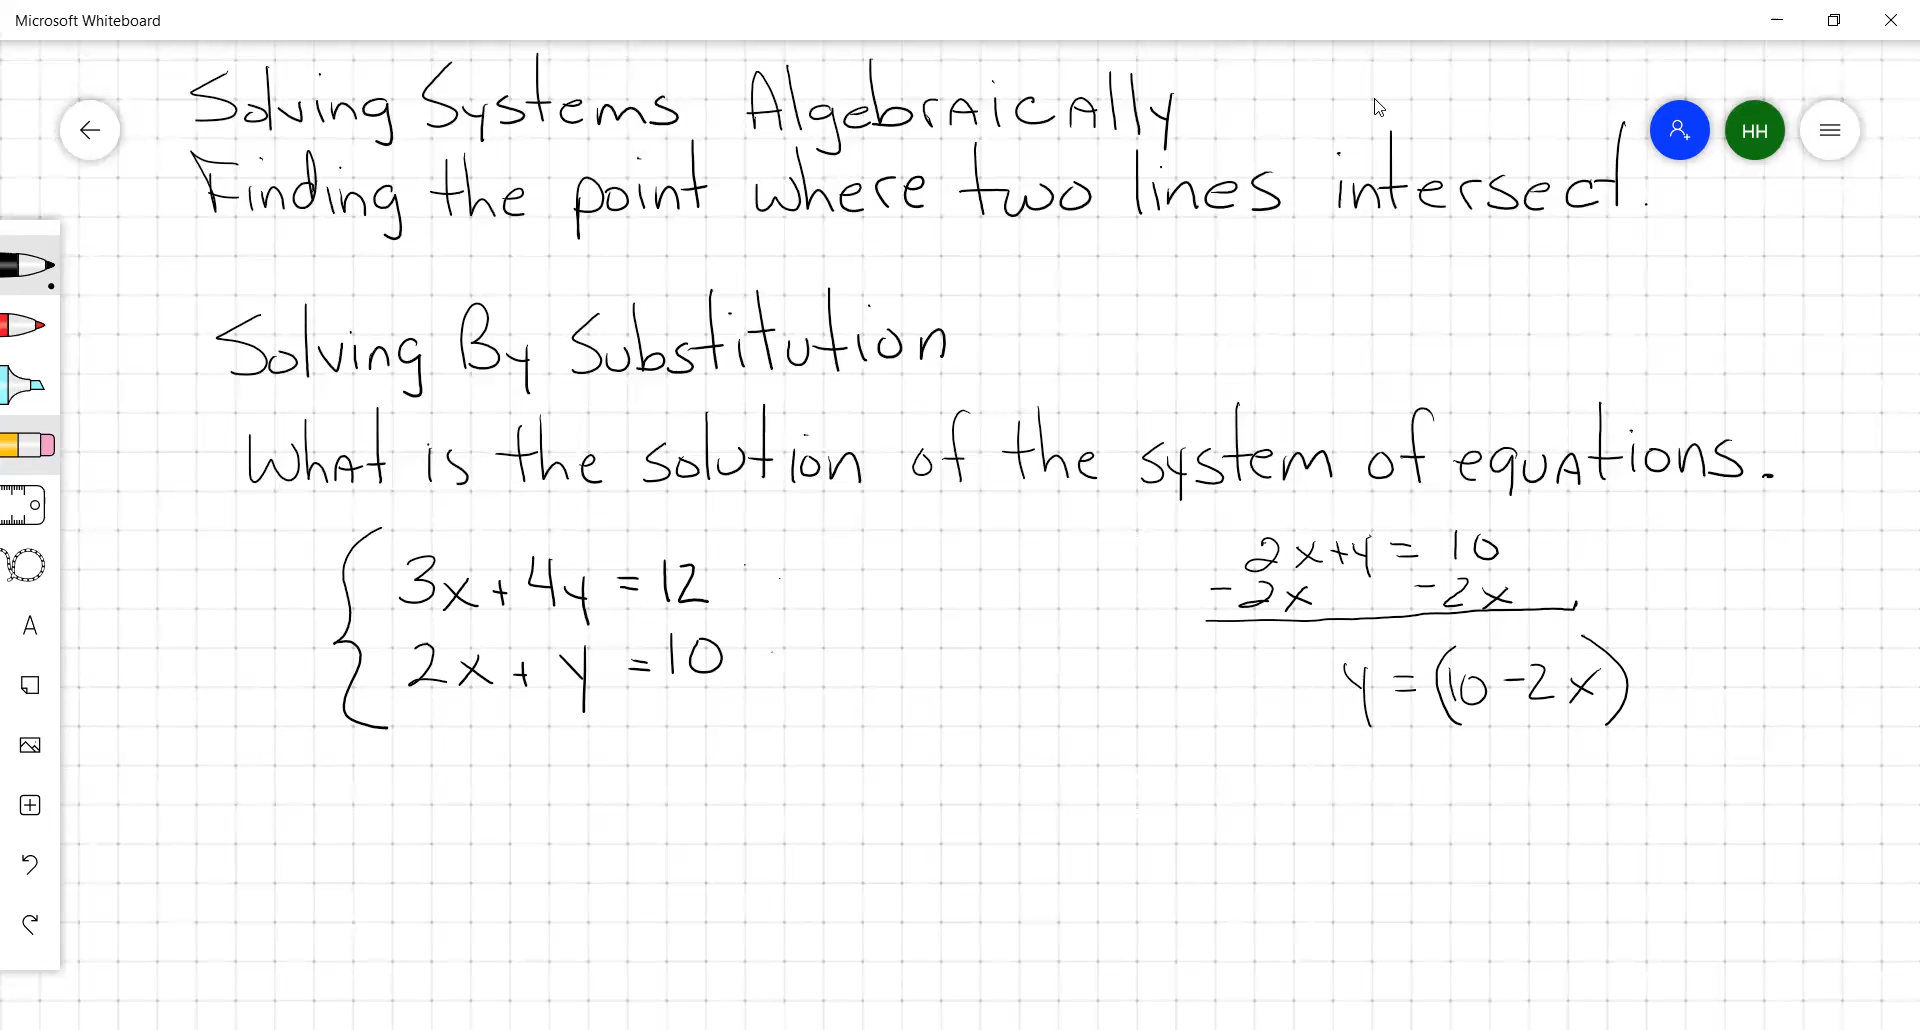 Microsoft Whiteboard
Solving Systems Algebraically
Finding the point where two lines intersect.
HH
Solving By Substitution
What is the solution of the system of equations.
3x+4y=12
2x+y=10
2x+y=10
-2x -2x
y=(10-2x)
A